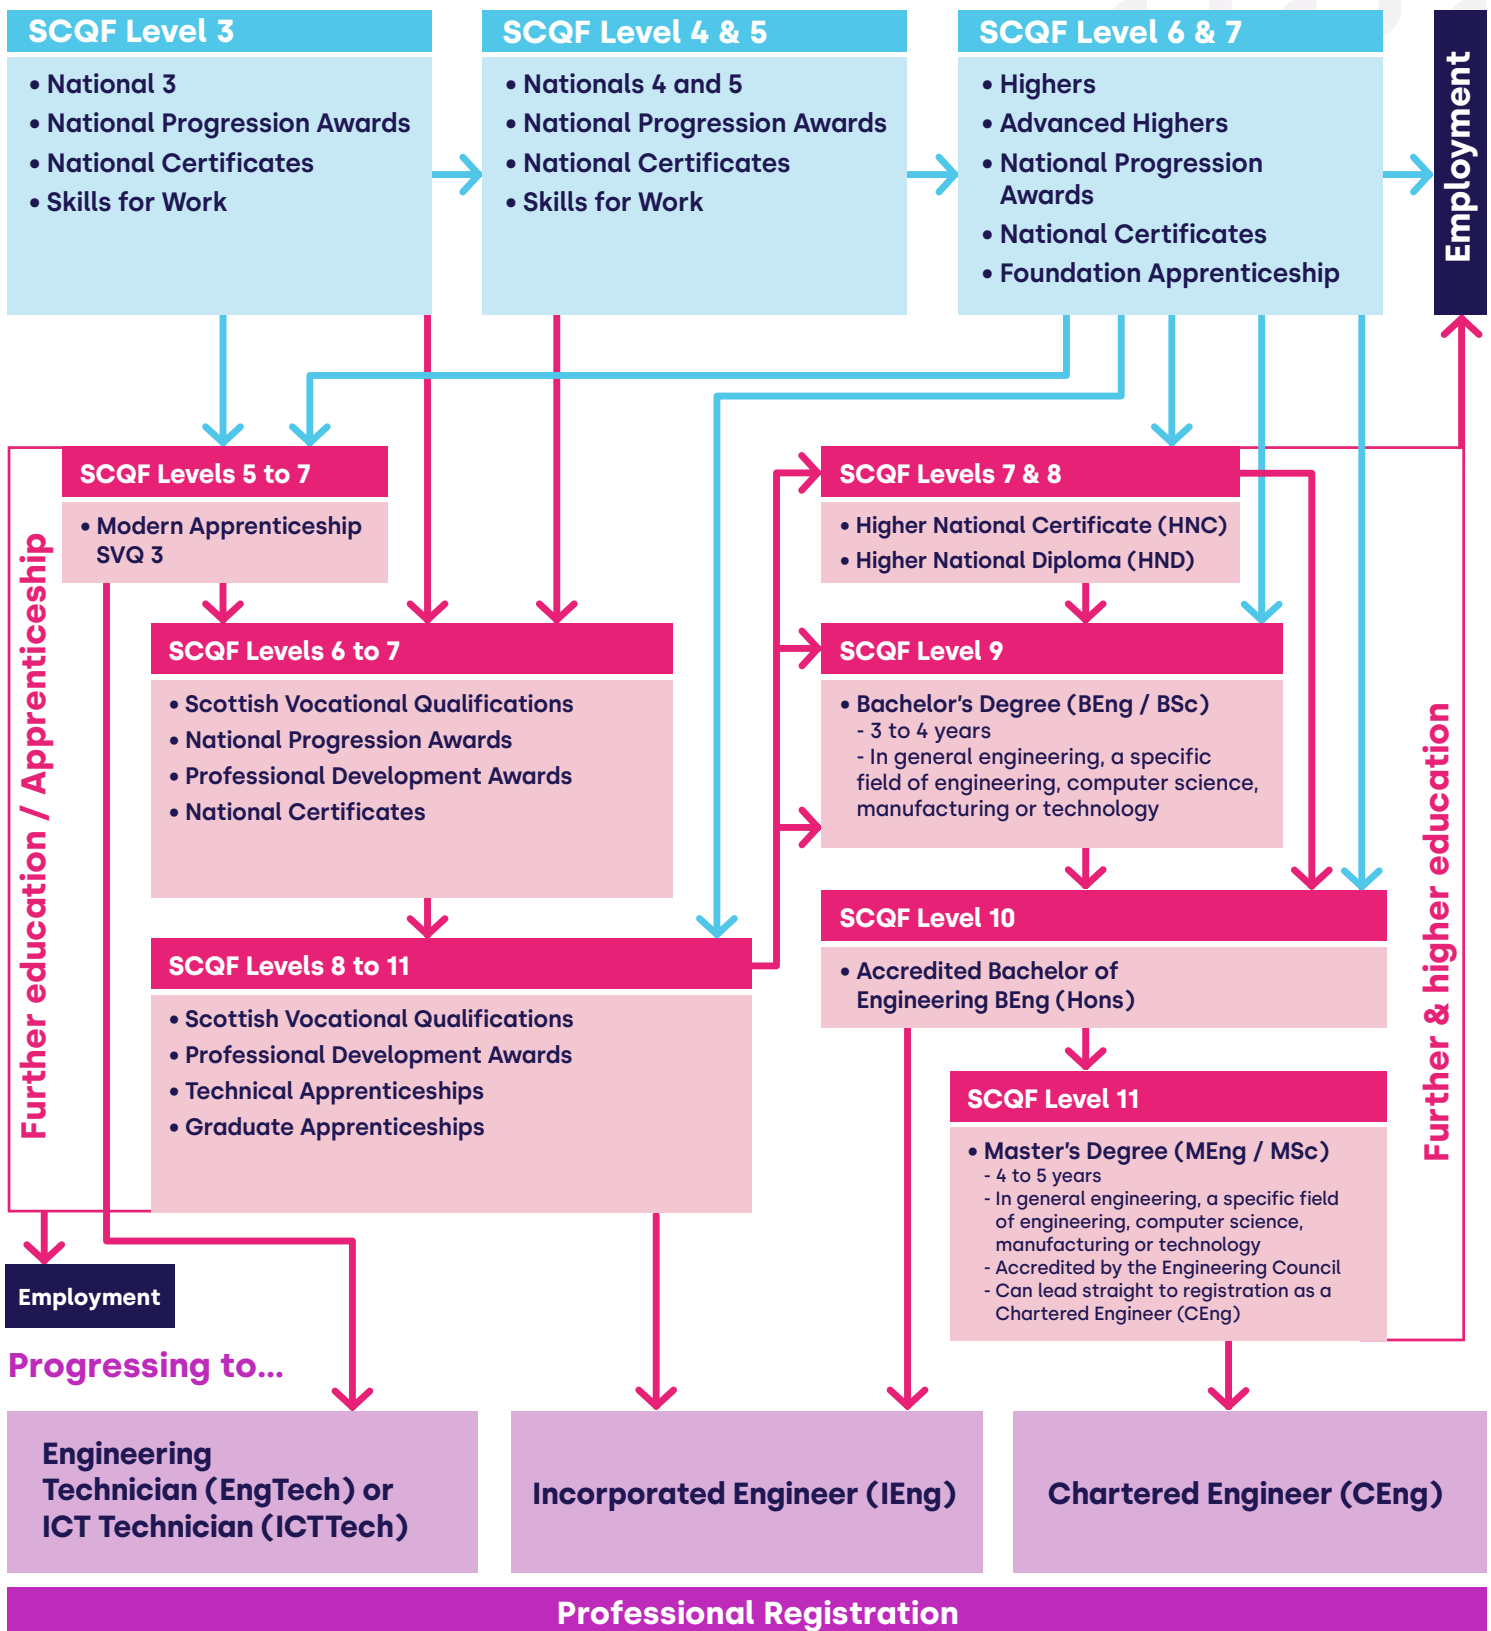 SCQF Level 3
• National 3
• National Progression Awards
• National Certificates
• Skills for Work
SCQF Level 4 & 5
• Nationals 4 and 5
• National Progression Awards
• National Certificates
• Skills for Work
SCQF Level 6 & 7
• Highers
• Advanced Highers
• National Progression
Awards
• National Certificates
• Foundation Apprenticeship
Employment
Further education / Apprenticeship
SCQF Levels 5 to 7
• Modern Apprenticeship
SVQ 3
SCQF Levels 6 to 7
• Scottish Vocational Qualifications
• National Progression Awards
• Professional Development Awards
• National Certificates
SCQF Levels 8 to 11
• Scottish Vocational Qualifications
• Professional Development Awards
• Technical Apprenticeships
• Graduate Apprenticeships
Employment
SCQF Levels 7 & 8
• Higher National Certificate (HNC)
• Higher National Diploma (HND)
SCQF Level 9
• Bachelor's Degree (BEng / BSc)
- 3 to 4 years
- In general engineering, a specific
field of engineering, computer science,
manufacturing or technology
SCQF Level 10
• Accredited Bachelor of
Engineering BEng (Hons)
SCQF Level 11
• Master's Degree (MEng / MSc)
- 4 to 5 years
- In general engineering, a specific field
of engineering, computer science,
manufacturing or technology
- Accredited by the Engineering Council
- Can lead straight to registration as a
Chartered Engineer (CEng)
Further & higher education
Progressing to...
Engineering
Technician (EngTech) or
ICT Technician (ICTTech)
Incorporated Engineer (IEng)
Chartered Engineer (CEng)
Professional Registration